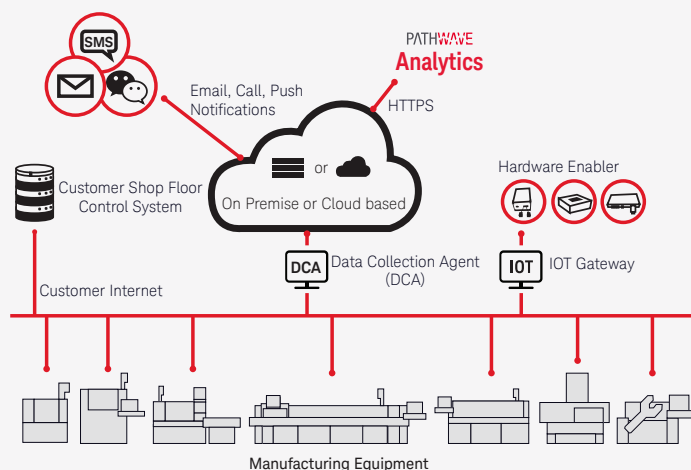 SMS
PATHWAVE
Analytics
Email, Call, Push
Notifications
HTTPS
or
On Premise or Cloud based
Customer Shop Floor
Control System
Hardware Enabler
DCA
Data Collection Agent
(DCA)
IOT
IOT Gateway
Customer Internet
Manufacturing Equipment